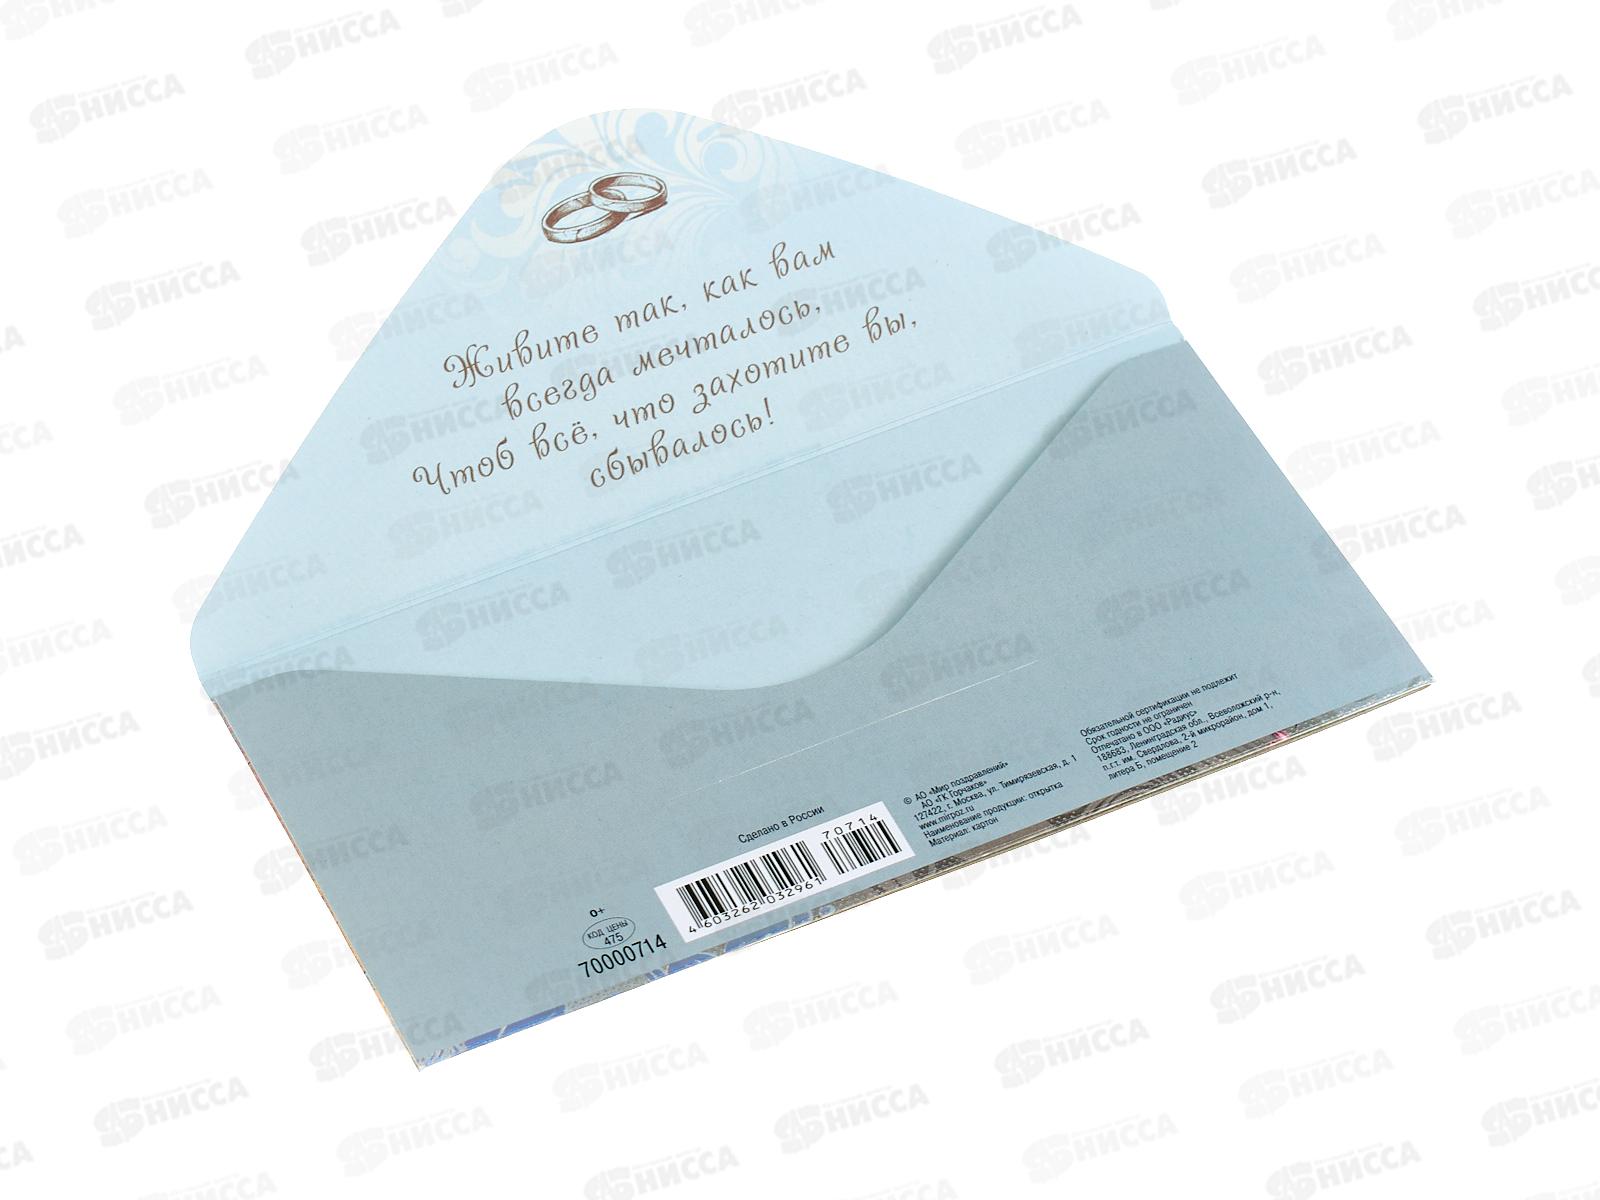 Живите так, как вам
всегда мечталось,
Чтоб всё, что захотите вы,
сбывалось!
Обязательной сертификации не подлежит
Срок годности не ограничен
Отпечатано в ООО «Радиус»
188683, Ленинградская обл., Всеволожский р-н,
п.г.т. им. Свердлова, 2-й микрорайон, дом 1,
литера Б, помещение 2
© АО «Мир поздравлений»
АО «ГК Горчаков»
127422, г. Москва, ул. Тимирязевская, д. 1
www.mirpoz.ru
Наименование продукции: открытка
Материал: картон
Сделано в России
70714
4 603262 032961
0+
КОД ЦЕНЫ
475
70000714
НИССА